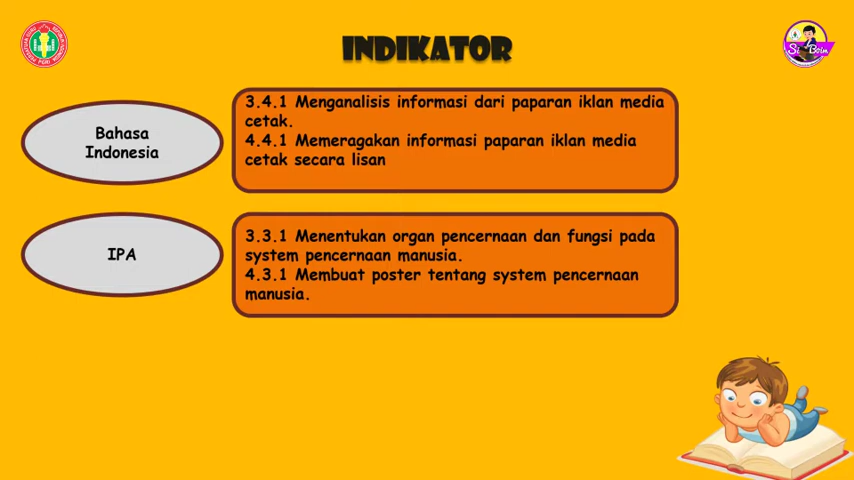 INDIKATOR
Si Boim
Bahasa
Indonesia
3.4.1 Menganalisis informasi dari paparan iklan media
cetak.
4.4.1 Memeragakan informasi paparan iklan media
cetak secara lisan
IPA
3.3.1 Menentukan organ pencernaan dan fungsi pada
system pencernaan manusia.
4.3.1 Membuat poster tentang system pencernaan
manusia.